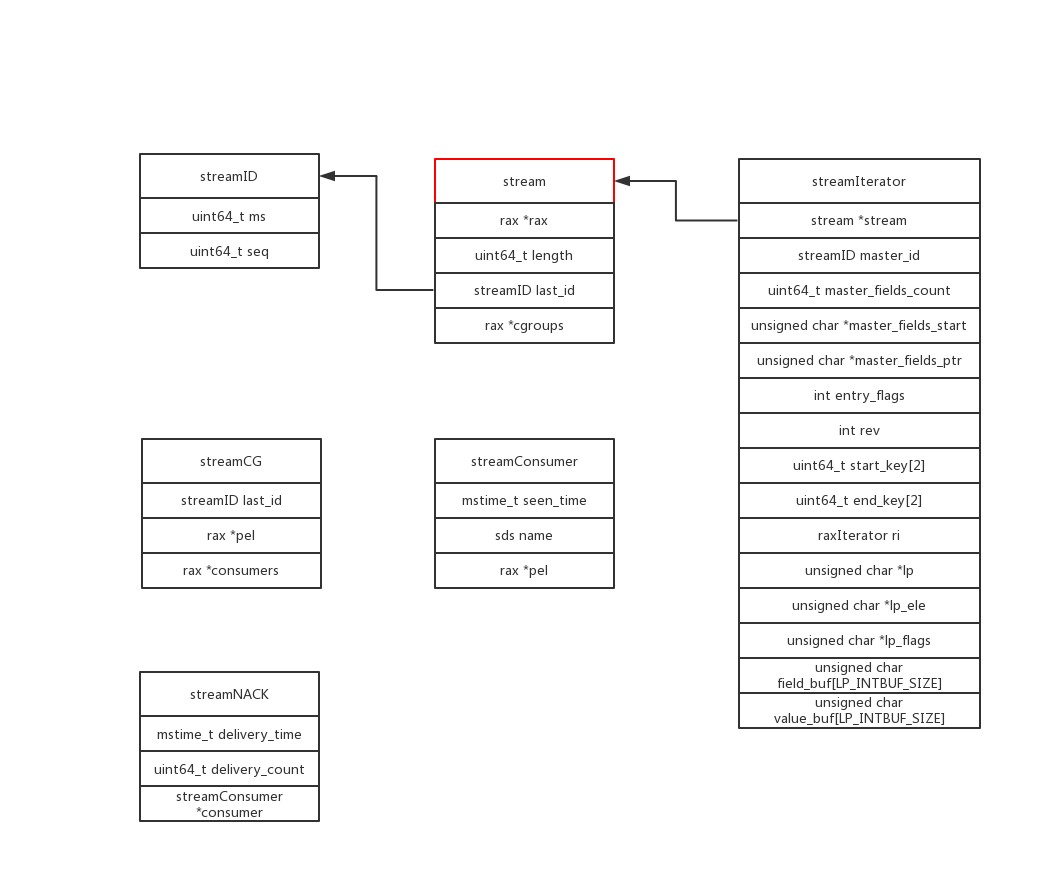 streamID
uint64_t ms
uint64_t seq
stream
rax *rax
uint64_t length
streamID last_id
rax *cgroups
streamIterator
stream *stream
streamID master_id
uint64_t master_fields_count
unsigned char *master_fields_start
unsigned char *master_fields_ptr
int entry_flags
int rev
uint64_t start_key[2]
uint64_t end_key[2]
raxIterator ri
unsigned char *lp
unsigned char *lp_ele
unsigned char *lp_flags
unsigned char
field_buf[LP_INTBUF_SIZE]
unsigned char
value_buf[LP_INTBUF_SIZE]
streamCG
streamID last_id
rax *pel
rax *consumers
streamConsumer
mstime_t seen_time
sds name
rax *pel
streamNACK
mstime_t delivery_time
uint64_t delivery_count
streamConsumer
*consumer